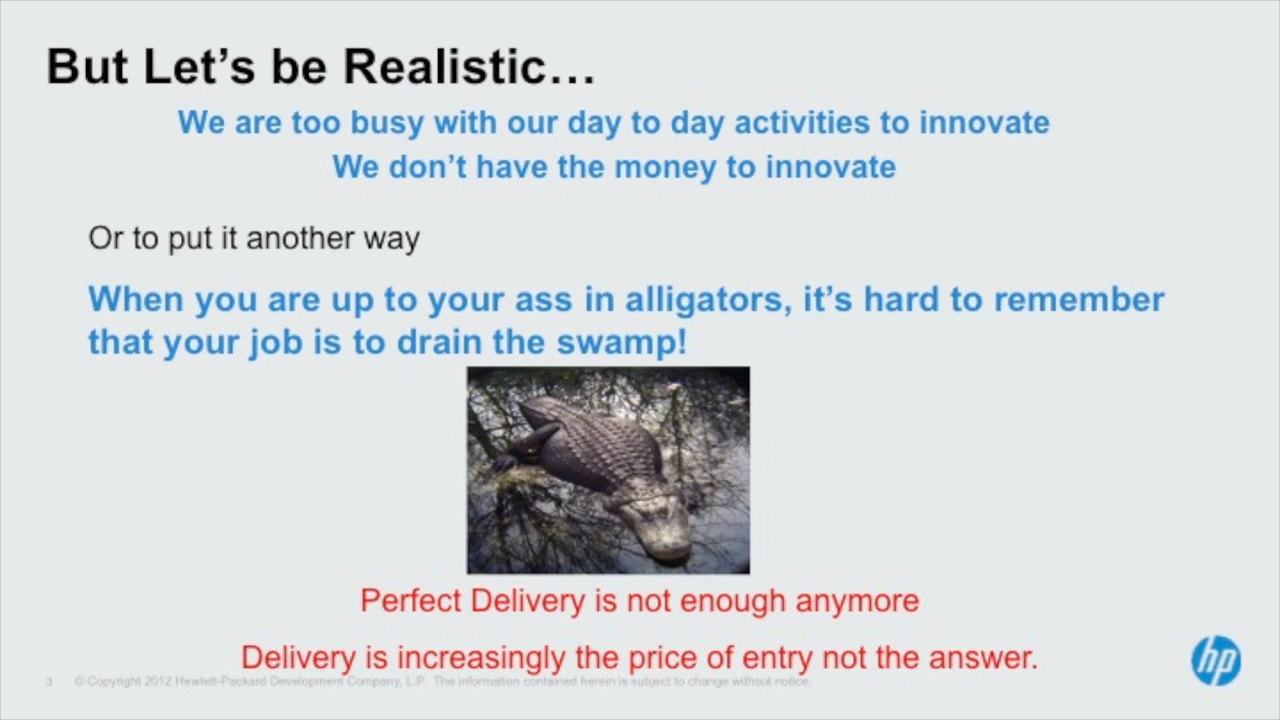 But Let’s be Realistic…
We are too busy with our day to day activities to innovate
We don’t have the money to innovate
Or to put it another way
When you are up to your ass in alligators, it’s hard to remember
that your job is to drain the swamp!
Perfect Delivery is not enough anymore
Delivery is increasingly the price of entry not the answer.
3 © Copyright 2012 Hewlett-Packard Development Company, L.P. The information contained herein is subject to change without notice.
hp